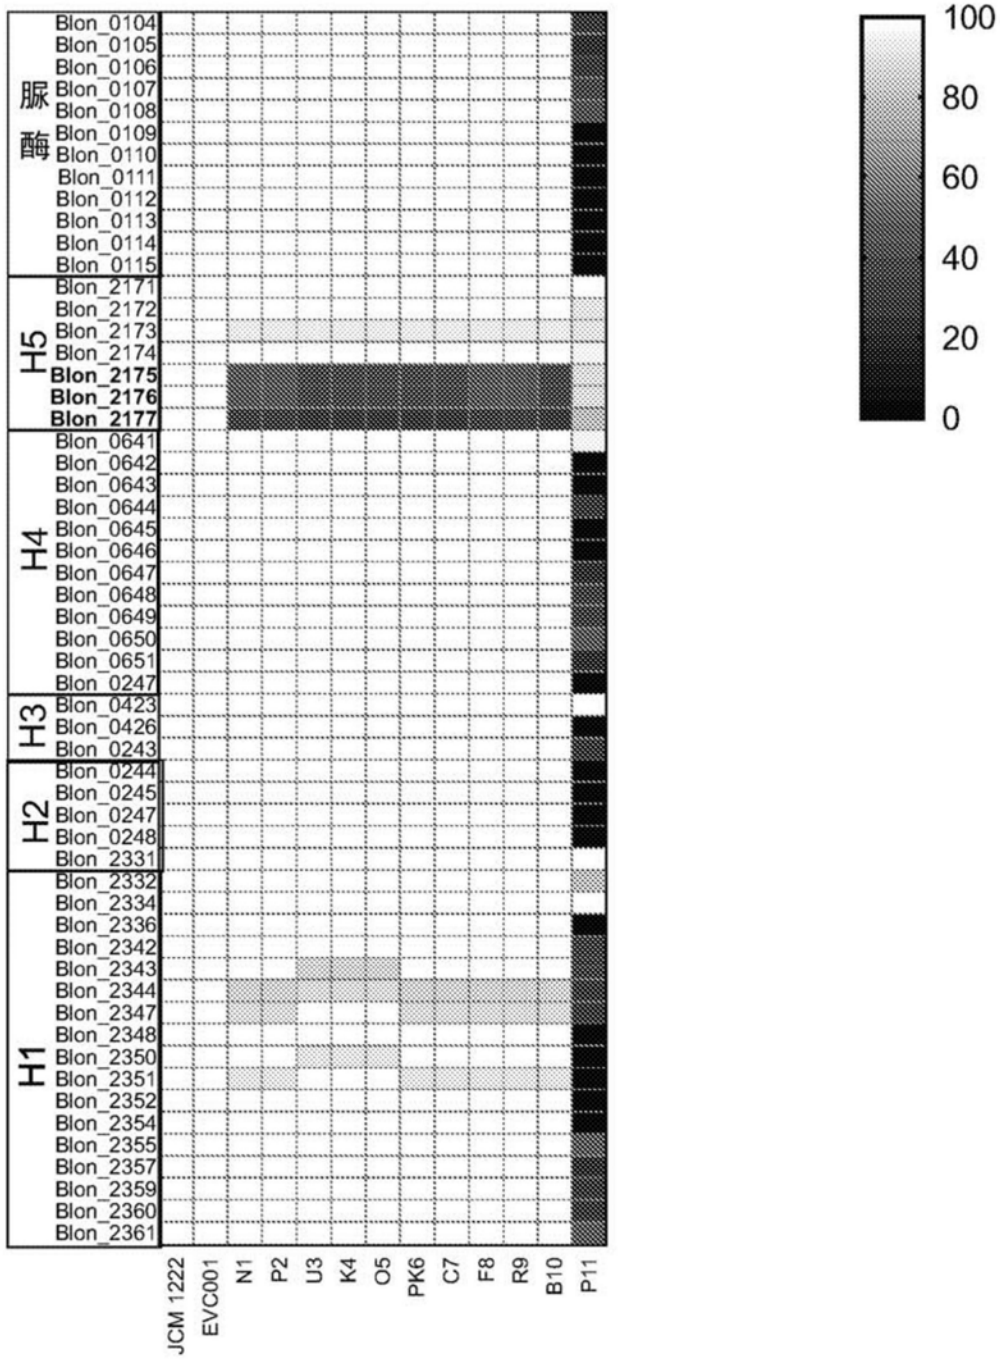 脲酶
Blon_0104
Blon_0105
Blon_0106
Blon_0107
Blon_0108
Blon_0109
Blon_0110
Blon_0111
Blon_0112
Blon_0113
Blon_0114
Blon_0115
H5
Blon_2171
Blon_2172
Blon_2173
Blon_2174
Blon_2175
Blon_2176
Blon_2177
H4
Blon_0641
Blon_0642
Blon_0643
Blon_0644
Blon_0645
Blon_0646
Blon_0647
Blon_0648
Blon_0649
Blon_0650
Blon_0651
Blon_0247
H3
Blon_0423
Blon_0426
Blon_0243
H2
Blon_0244
Blon_0245
Blon_0247
Blon_0248
Blon_2331
H1
Blon_2332
Blon_2334
Blon_2336
Blon_2342
Blon_2343
Blon_2344
Blon_2347
Blon_2348
Blon_2350
Blon_2351
Blon_2352
Blon_2354
Blon_2355
Blon_2357
Blon_2359
Blon_2360
Blon_2361
JCM 1222
EVC001
N1
P2
U3
K4
O5
PK6
C7
F8
R9
B10
P11
100
80
60
40
20
0